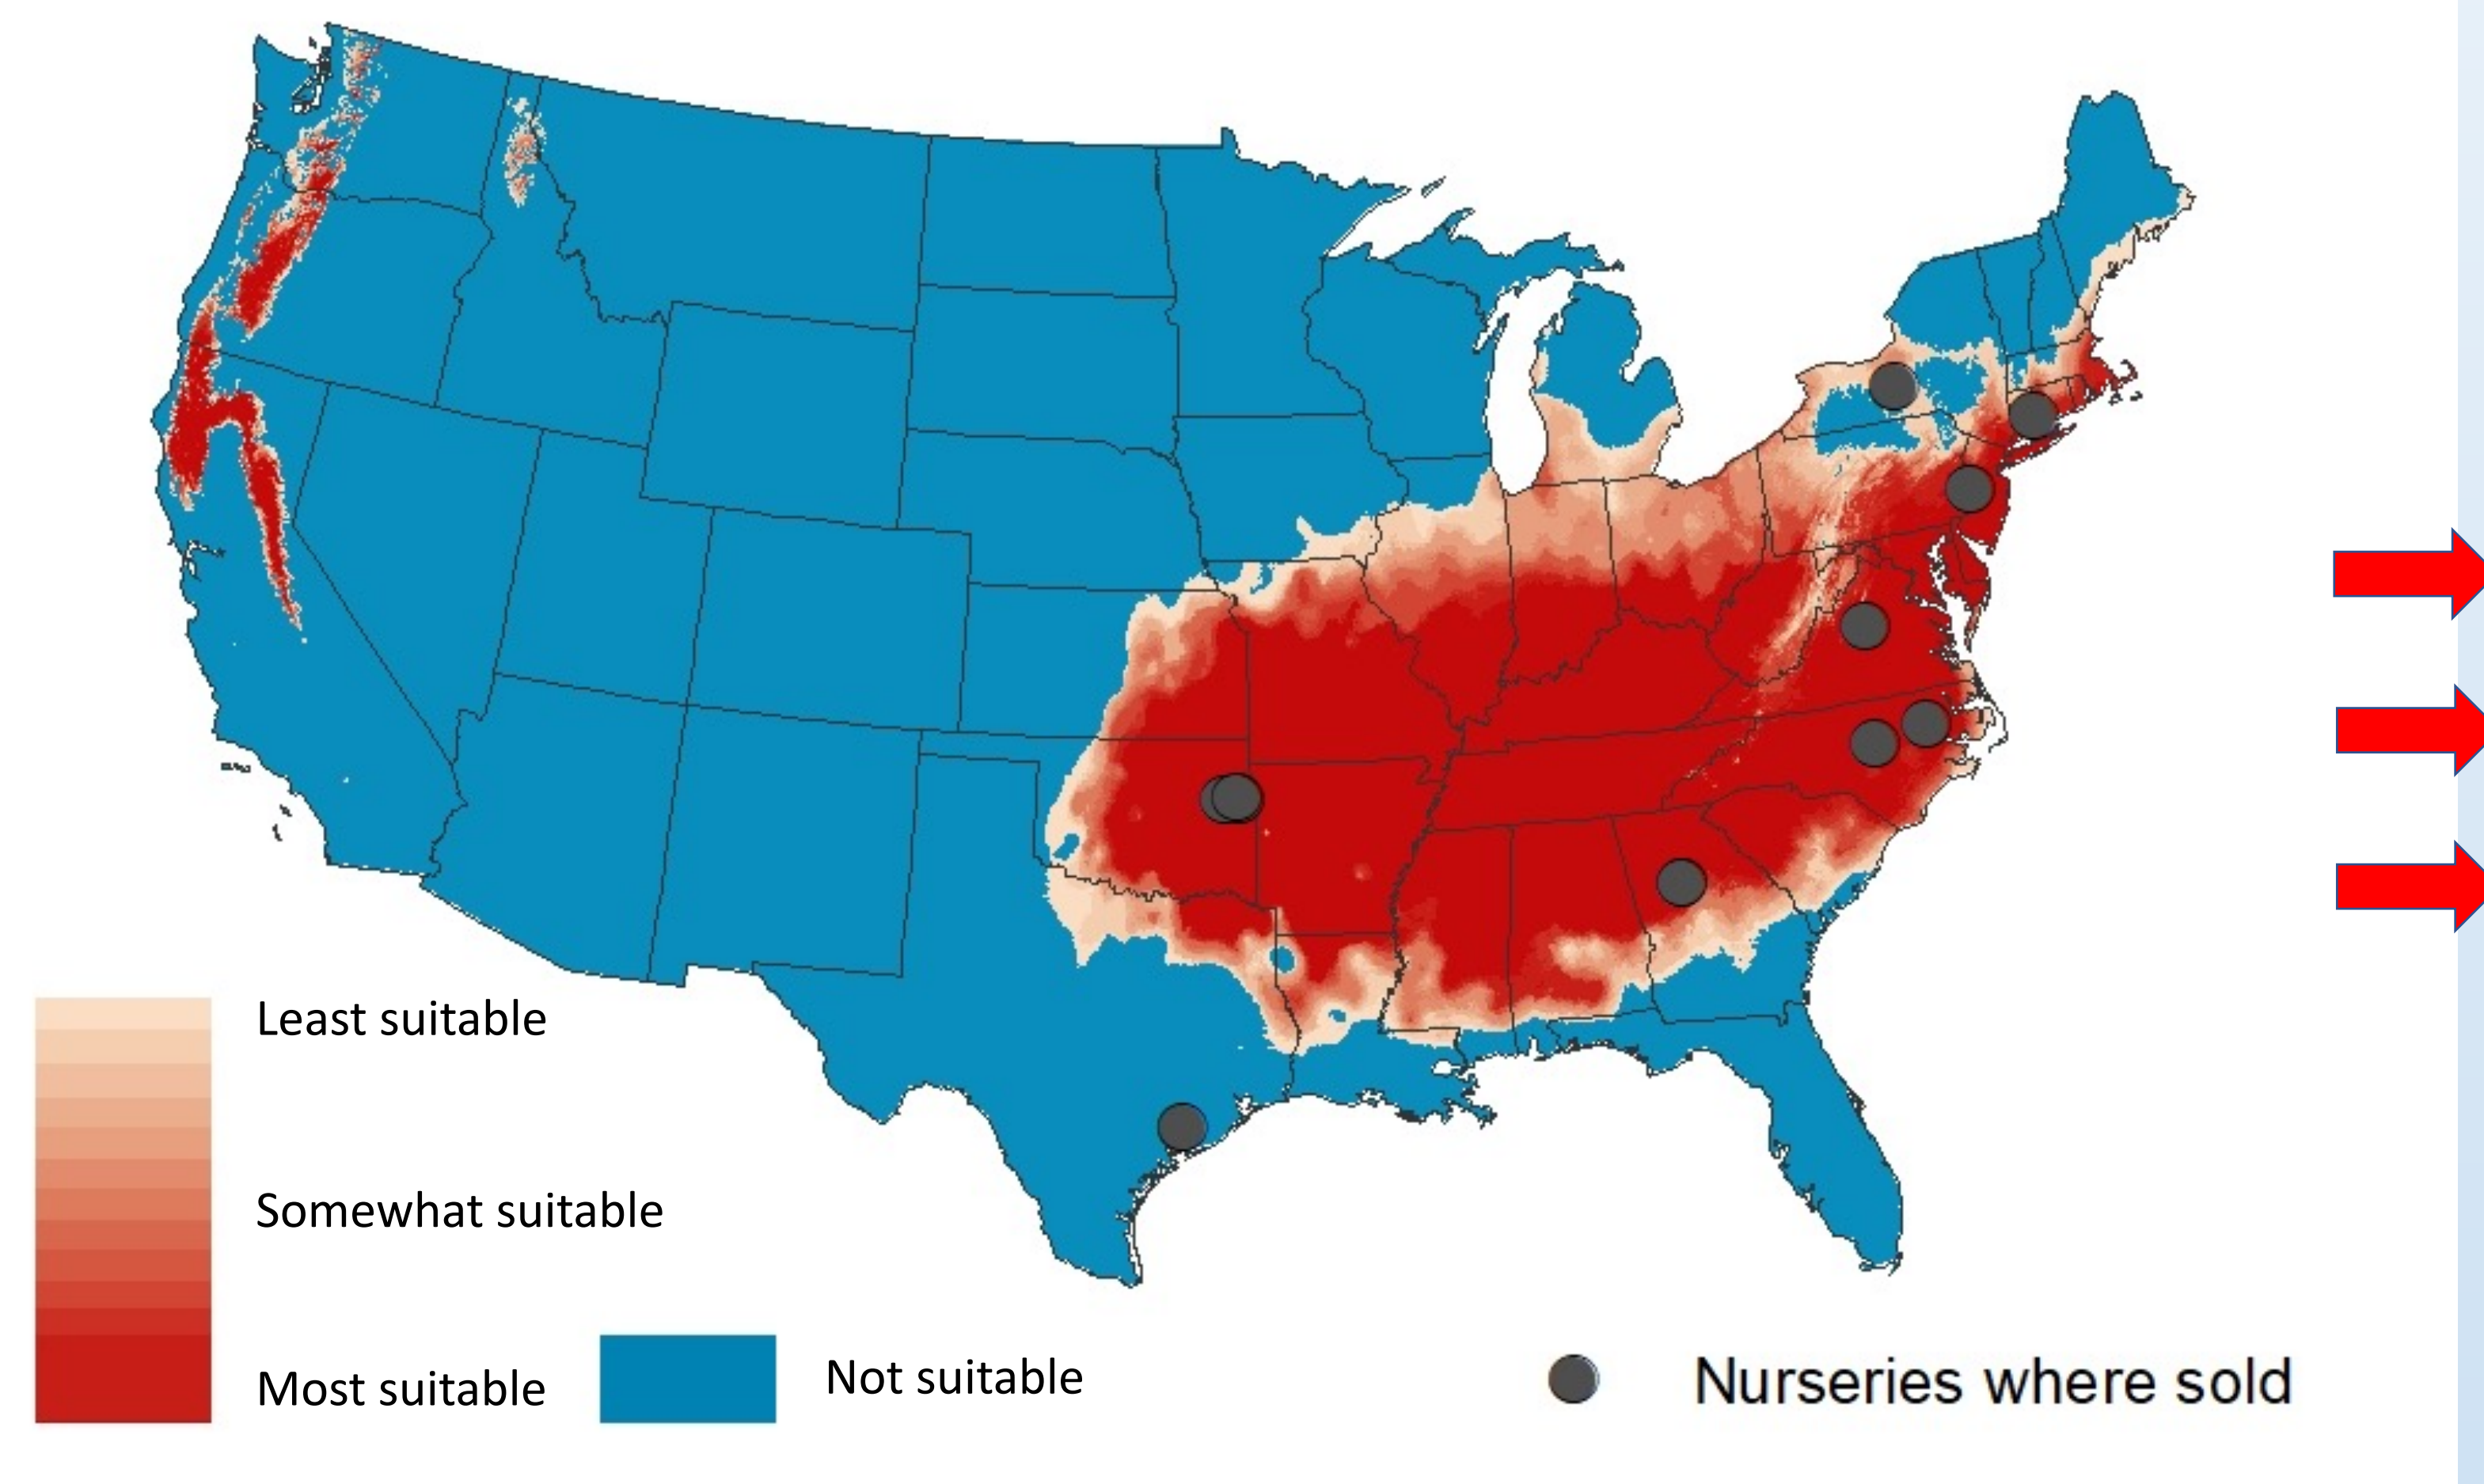 Least suitable
Somewhat suitable
Most suitable
Not suitable
Nurseries where sold